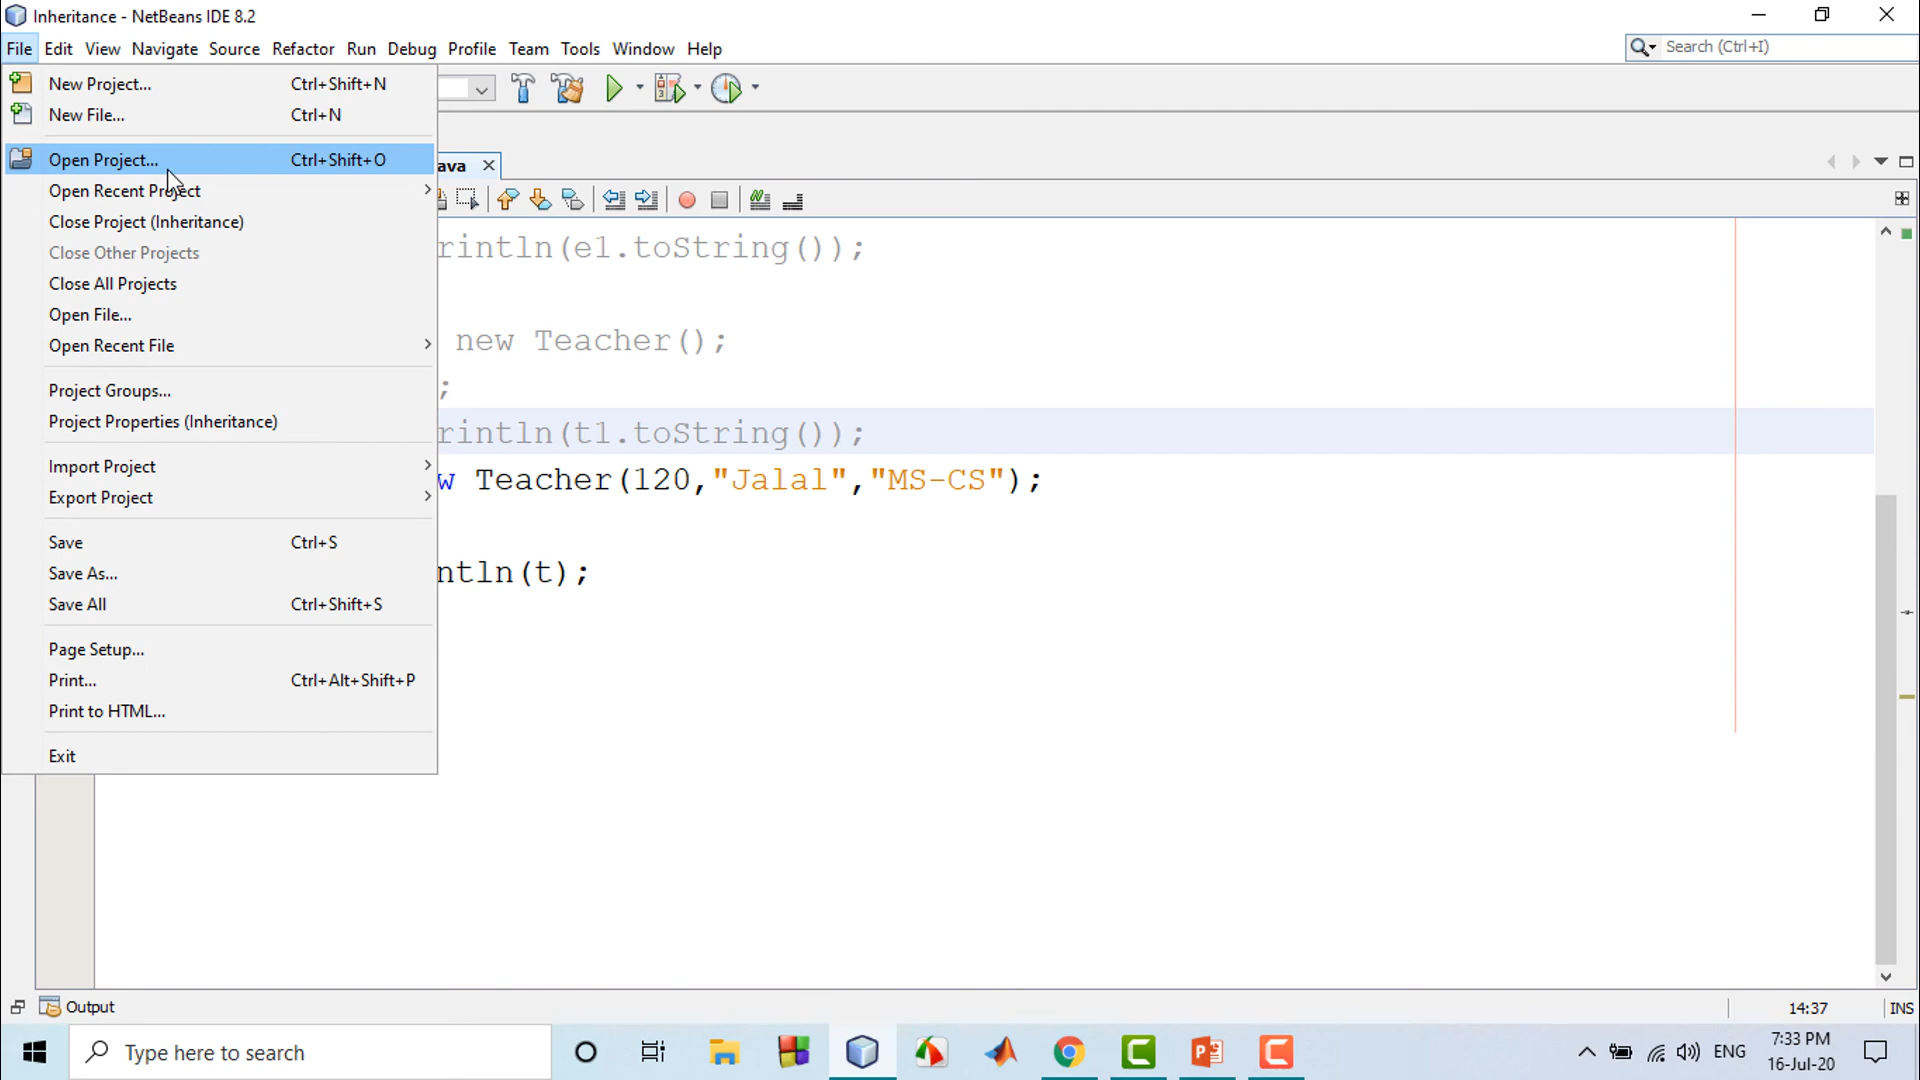 Inheritance - NetBeans IDE 8.2
File Edit View Navigate Source Refactor Run Debug Profile Team Tools Window Help
Search (Ctrl+I)
New Project... Ctrl+Shift+N
New File... Ctrl+N
Open Project... Ctrl+Shift+O
Open Recent Project
Close Project (Inheritance)
Close Other Projects
Close All Projects
Open File...
Open Recent File
Project Groups...
Project Properties (Inheritance)
Import Project
Export Project
Save Ctrl+S
Save As...
Save All Ctrl+Shift+S
Page Setup...
Print... Ctrl+Alt+Shift+P
Print to HTML...
Exit
ava
rintln(e1.toString());
new Teacher();
;
rintln(t1.toString());
w Teacher(120,"Jalal","MS-CS");
ntln(t);
Output
14:37 INS
Type here to search
ENG
7:33 PM
16-Jul-20